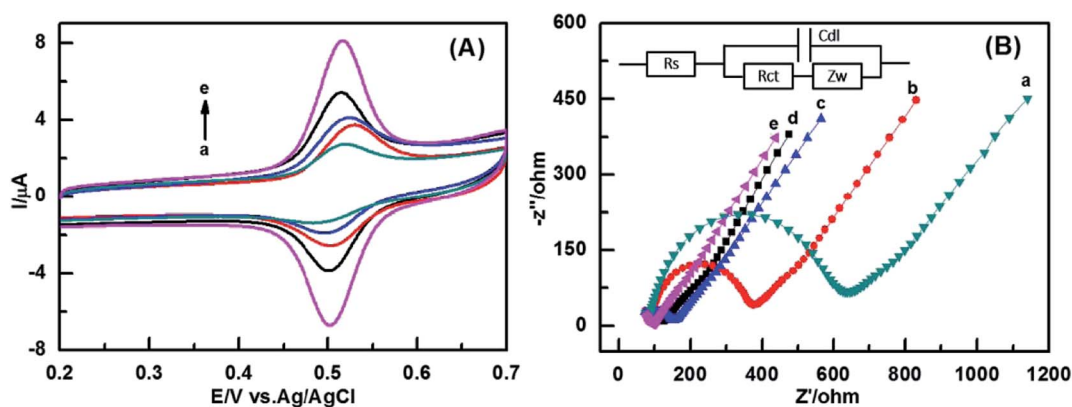 (A)
8
4
0
-4
-8
I/μA
e
a
0.2 0.3 0.4 0.5 0.6 0.7
E/V vs.Ag/AgCl
(B)
600
450
300
150
0
-Z''/ohm
Cdl
Rs
Rct Zw
e d c b a
0 200 400 600 800 1000 1200
Z'/ohm